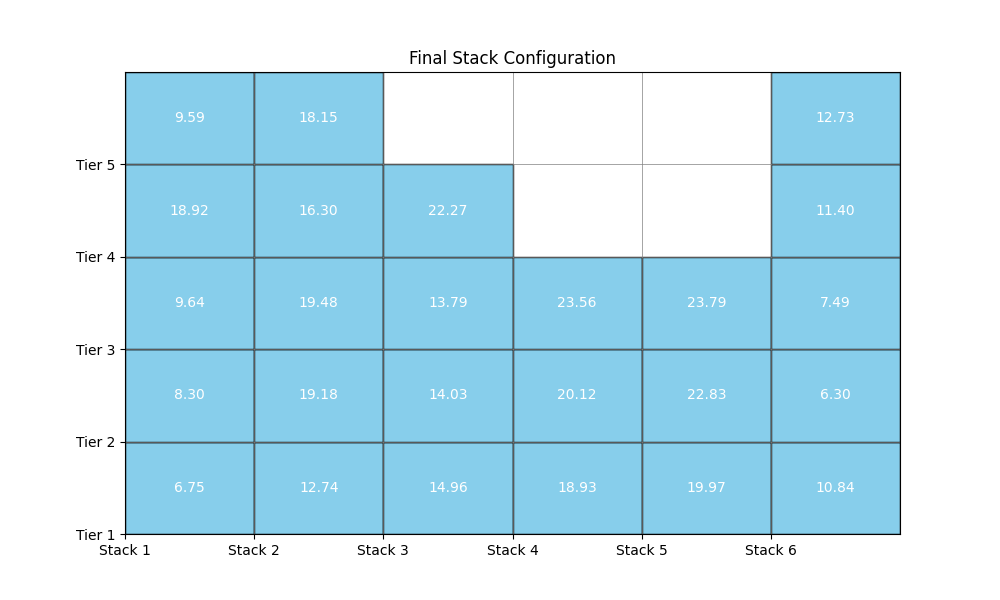 Final Stack Configuration
9.59 18.15 12.73
Tier 5
18.92 16.30 22.27 11.40
Tier 4
9.64 19.48 13.79 23.56 23.79 7.49
Tier 3
8.30 19.18 14.03 20.12 22.83 6.30
Tier 2
6.75 12.74 14.96 18.93 19.97 10.84
Tier 1
Stack 1 Stack 2 Stack 3 Stack 4 Stack 5 Stack 6